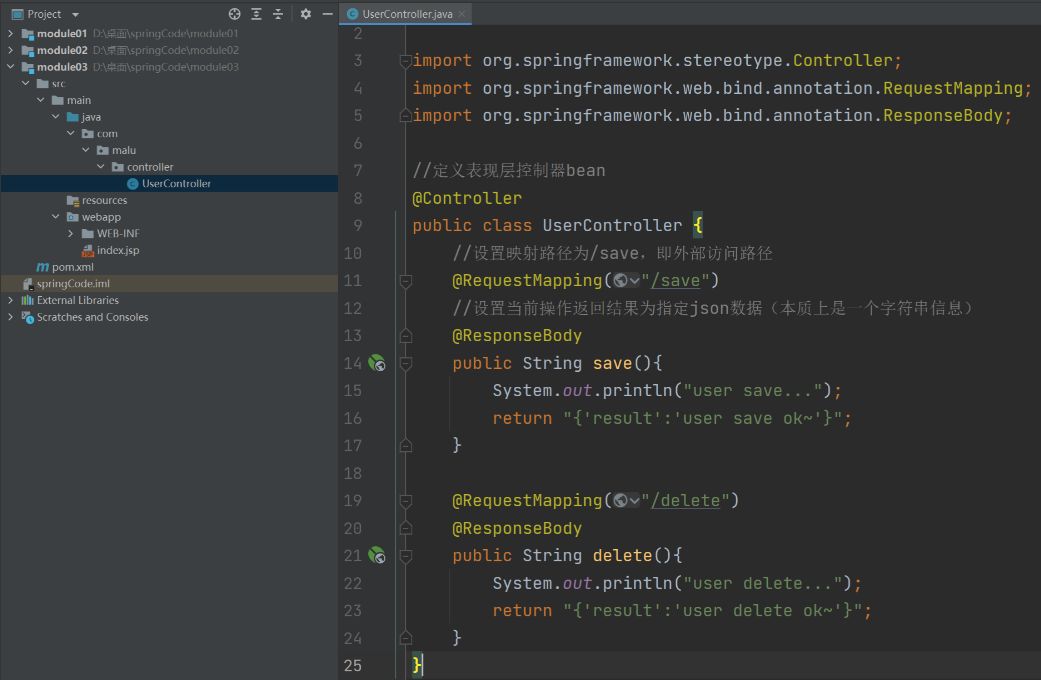 Project
module01 D:\桌面\springCode\module01
module02 D:\桌面\springCode\module02
module03 D:\桌面\springCode\module03
src
main
java
com
malu
controller
UserController
resources
webapp
WEB-INF
index.jsp
pom.xml
springCode.iml
External Libraries
Scratches and Consoles
UserController.java
2
3 import org.springframework.stereotype.Controller;
4 import org.springframework.web.bind.annotation.RequestMapping;
5 import org.springframework.web.bind.annotation.ResponseBody;
6
7 //定义表现层控制器bean
8 @Controller
9 public class UserController {
10 //设置映射路径为/save，即外部访问路径
11 @RequestMapping("/save")
12 //设置当前操作返回结果为指定json数据（本质上是一个字符串信息）
13 @ResponseBody
14 public String save(){
15 System.out.println("user save...");
16 return "{'result':'user save ok~'}";
17 }
18
19 @RequestMapping("/delete")
20 @ResponseBody
21 public String delete(){
22 System.out.println("user delete...");
23 return "{'result':'user delete ok~'}";
24 }
25 }